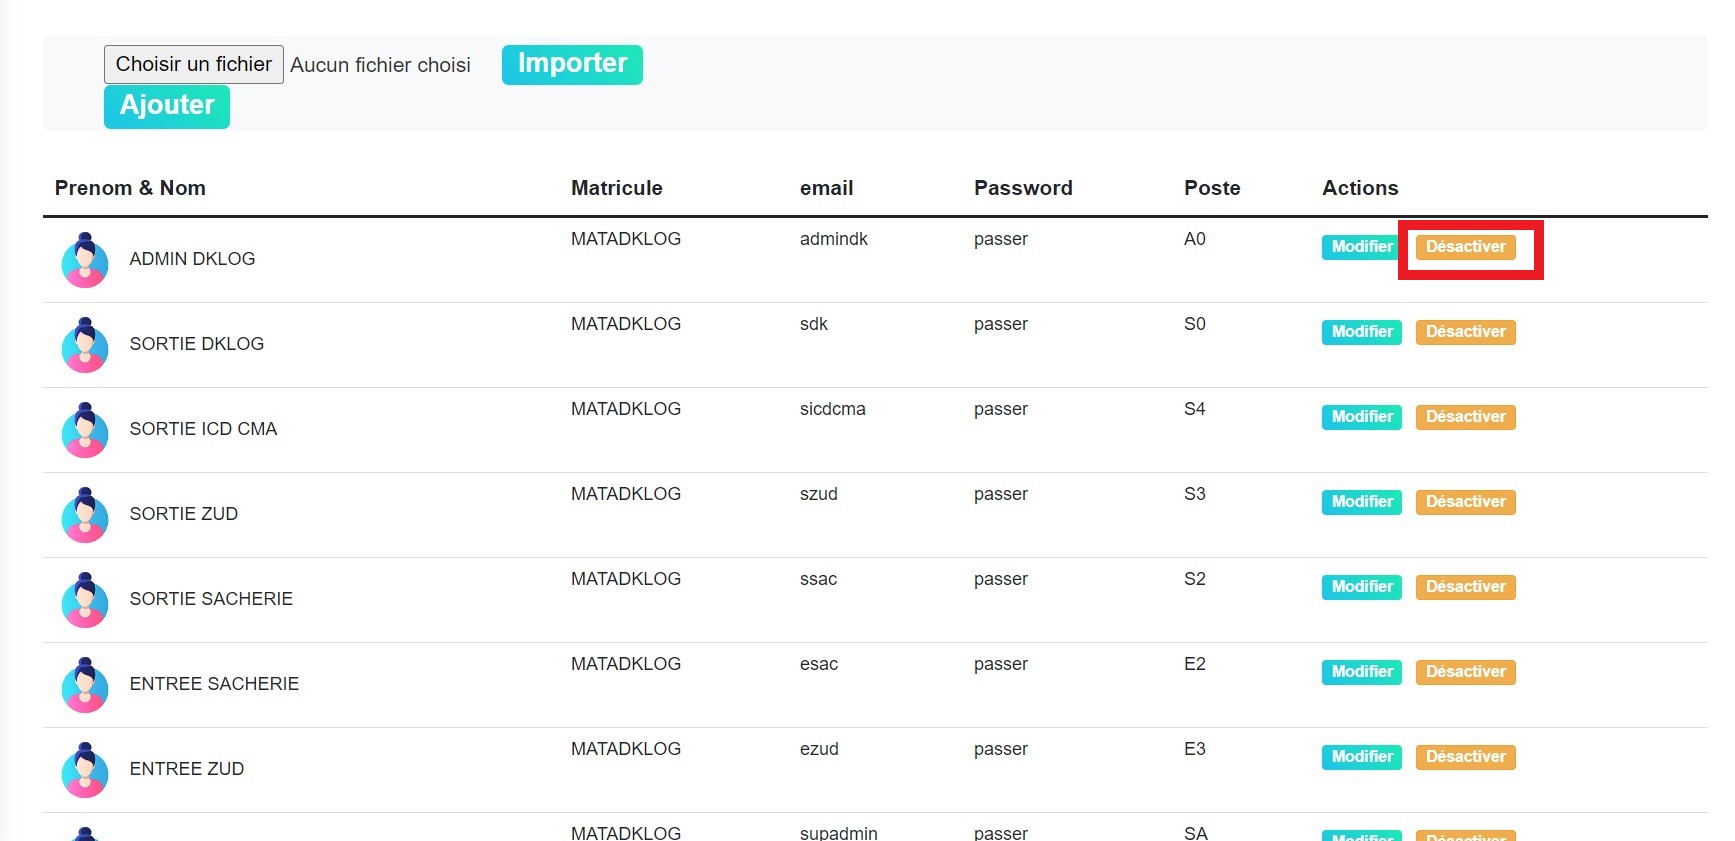 Choisir un fichier Aucun fichier choisi Importer
Ajouter
Prenom & Nom Matricule email Password Poste Actions
ADMIN DKLOG MATADKLOG admindk passer A0 Modifier Désactiver
SORTIE DKLOG MATADKLOG sdk passer S0 Modifier Désactiver
SORTIE ICD CMA MATADKLOG sicdcma passer S4 Modifier Désactiver
SORTIE ZUD MATADKLOG szud passer S3 Modifier Désactiver
SORTIE SACHERIE MATADKLOG ssac passer S2 Modifier Désactiver
ENTREE SACHERIE MATADKLOG esac passer E2 Modifier Désactiver
ENTREE ZUD MATADKLOG ezud passer E3 Modifier Désactiver
MATADKLOG supadmin passer SA Modifier Désactiver